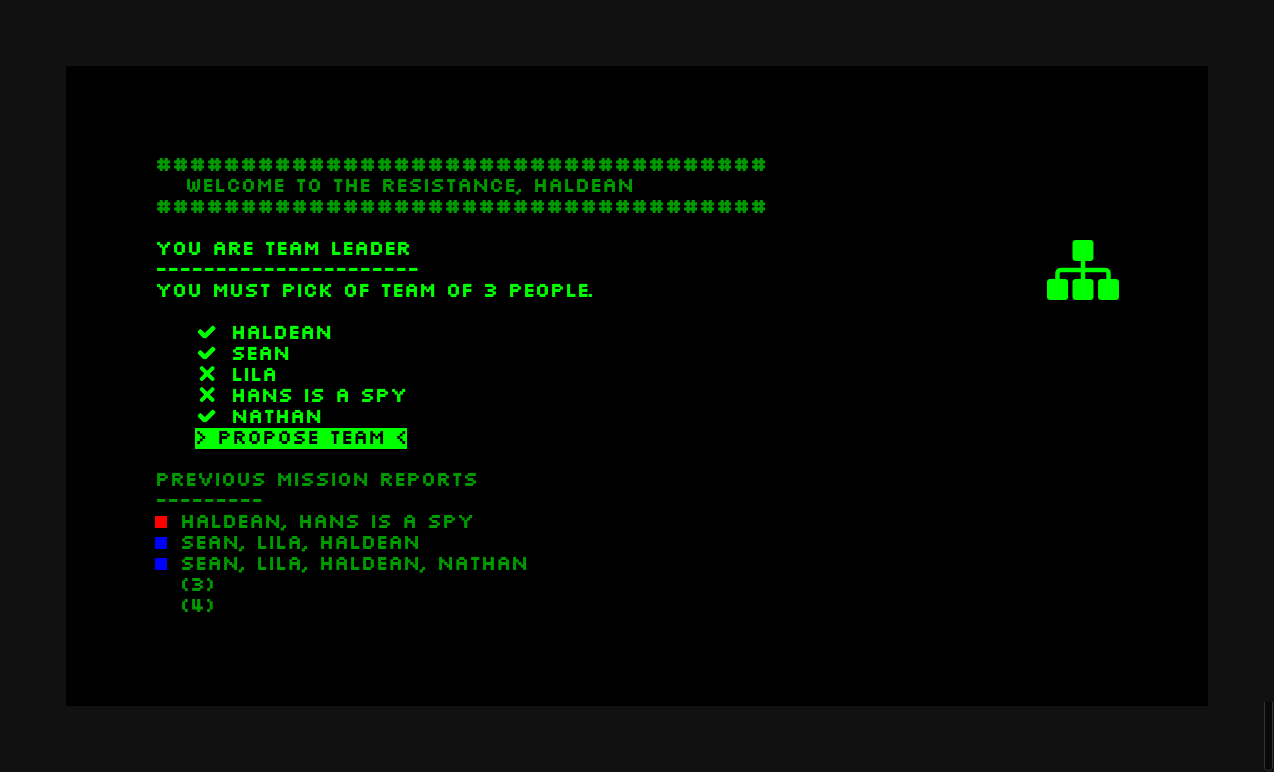 ####################################
WELCOME TO THE RESISTANCE, HALDEAN
####################################
YOU ARE TEAM LEADER
----------------------
YOU MUST PICK OF TEAM OF 3 PEOPLE.
✓ HALDEAN
✓ SEAN
✗ LILA
✗ HANS IS A SPY
✓ NATHAN
> PROPOSE TEAM <
PREVIOUS MISSION REPORTS
---------
HALDEAN, HANS IS A SPY
SEAN, LILA, HALDEAN
SEAN, LILA, HALDEAN, NATHAN
(3)
(4)